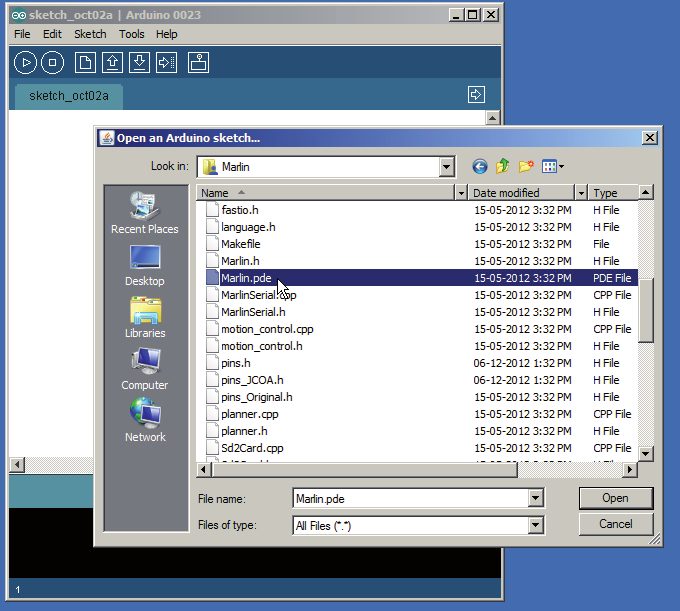 sketch_oct02a | Arduino 0023
File Edit Sketch Tools Help
sketch_oct02a
Open an Arduino sketch...
Look in: Marlin
Recent Places
Desktop
Libraries
Computer
Network
Name Date modified Type
fastio.h 15-05-2012 3:32 PM H File
language.h 15-05-2012 3:32 PM H File
Makefile 15-05-2012 3:32 PM File
Marlin.h 15-05-2012 3:32 PM H File
Marlin.pde 15-05-2012 3:32 PM PDE File
MarlinSerial.cpp 15-05-2012 3:32 PM CPP File
MarlinSerial.h 15-05-2012 3:32 PM H File
motion_control.cpp 15-05-2012 3:32 PM CPP File
motion_control.h 15-05-2012 3:32 PM H File
pins.h 06-12-2012 1:32 PM H File
pins_JCOA.h 06-12-2012 1:32 PM H File
pins_Original.h 15-05-2012 3:32 PM H File
planner.cpp 15-05-2012 3:32 PM CPP File
planner.h 15-05-2012 3:32 PM H File
Sd2Card.cpp 15-05-2012 3:32 PM CPP File
File name: Marlin.pde Open
Files of type: All Files (*.*) Cancel
1